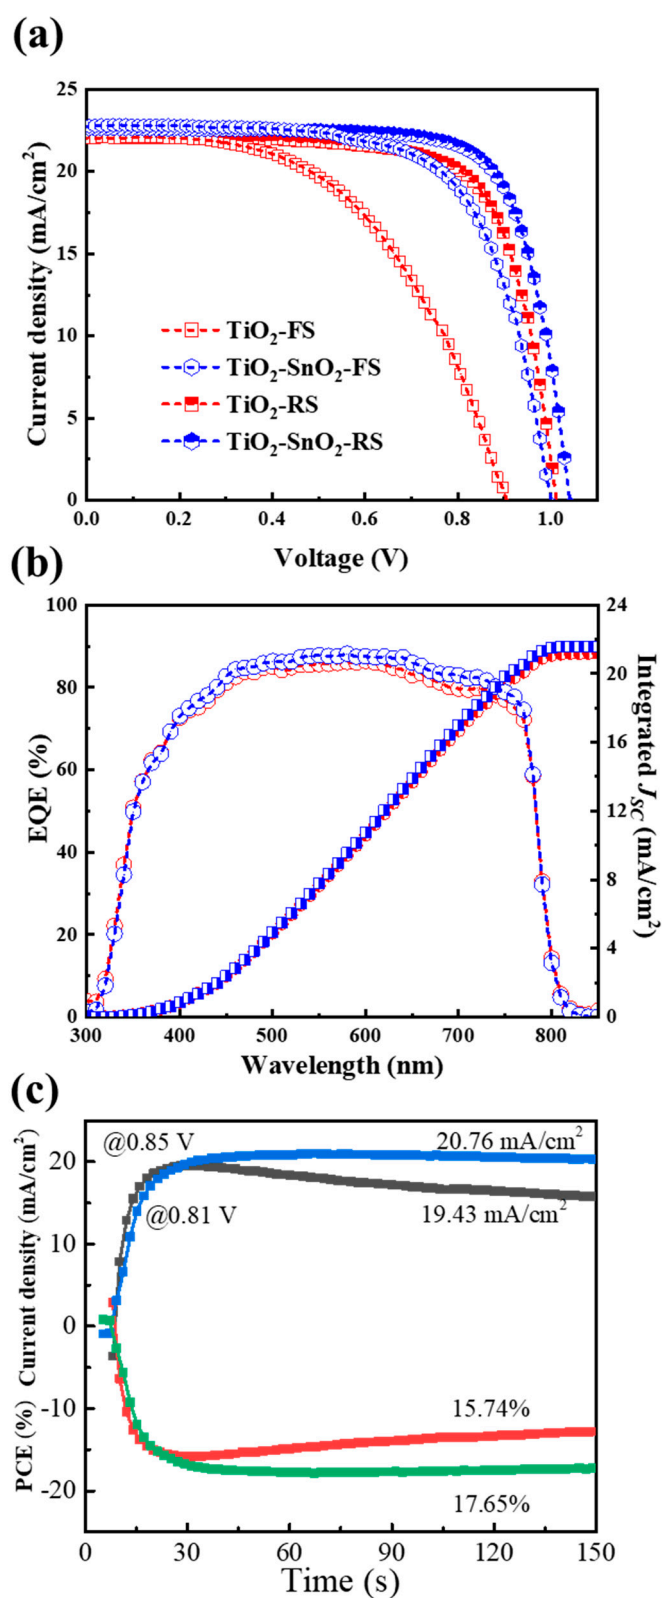 (a)
25
20
15
10
5
0
Current density (mA/cm²)
TiO₂-FS
TiO₂-SnO₂-FS
TiO₂-RS
TiO₂-SnO₂-RS
0.0 0.2 0.4 0.6 0.8 1.0
Voltage (V)
(b)
100
80
60
40
20
0
EQE (%)
24
20
16
12
8
4
0
Integrated J_SC (mA/cm²)
300 400 500 600 700 800
Wavelength (nm)
(c)
20
10
0
-10
-20
PCE (%) Current density (mA/cm²)
@0.85 V
20.76 mA/cm²
@0.81 V
19.43 mA/cm²
15.74%
17.65%
0 30 60 90 120 150
Time (s)